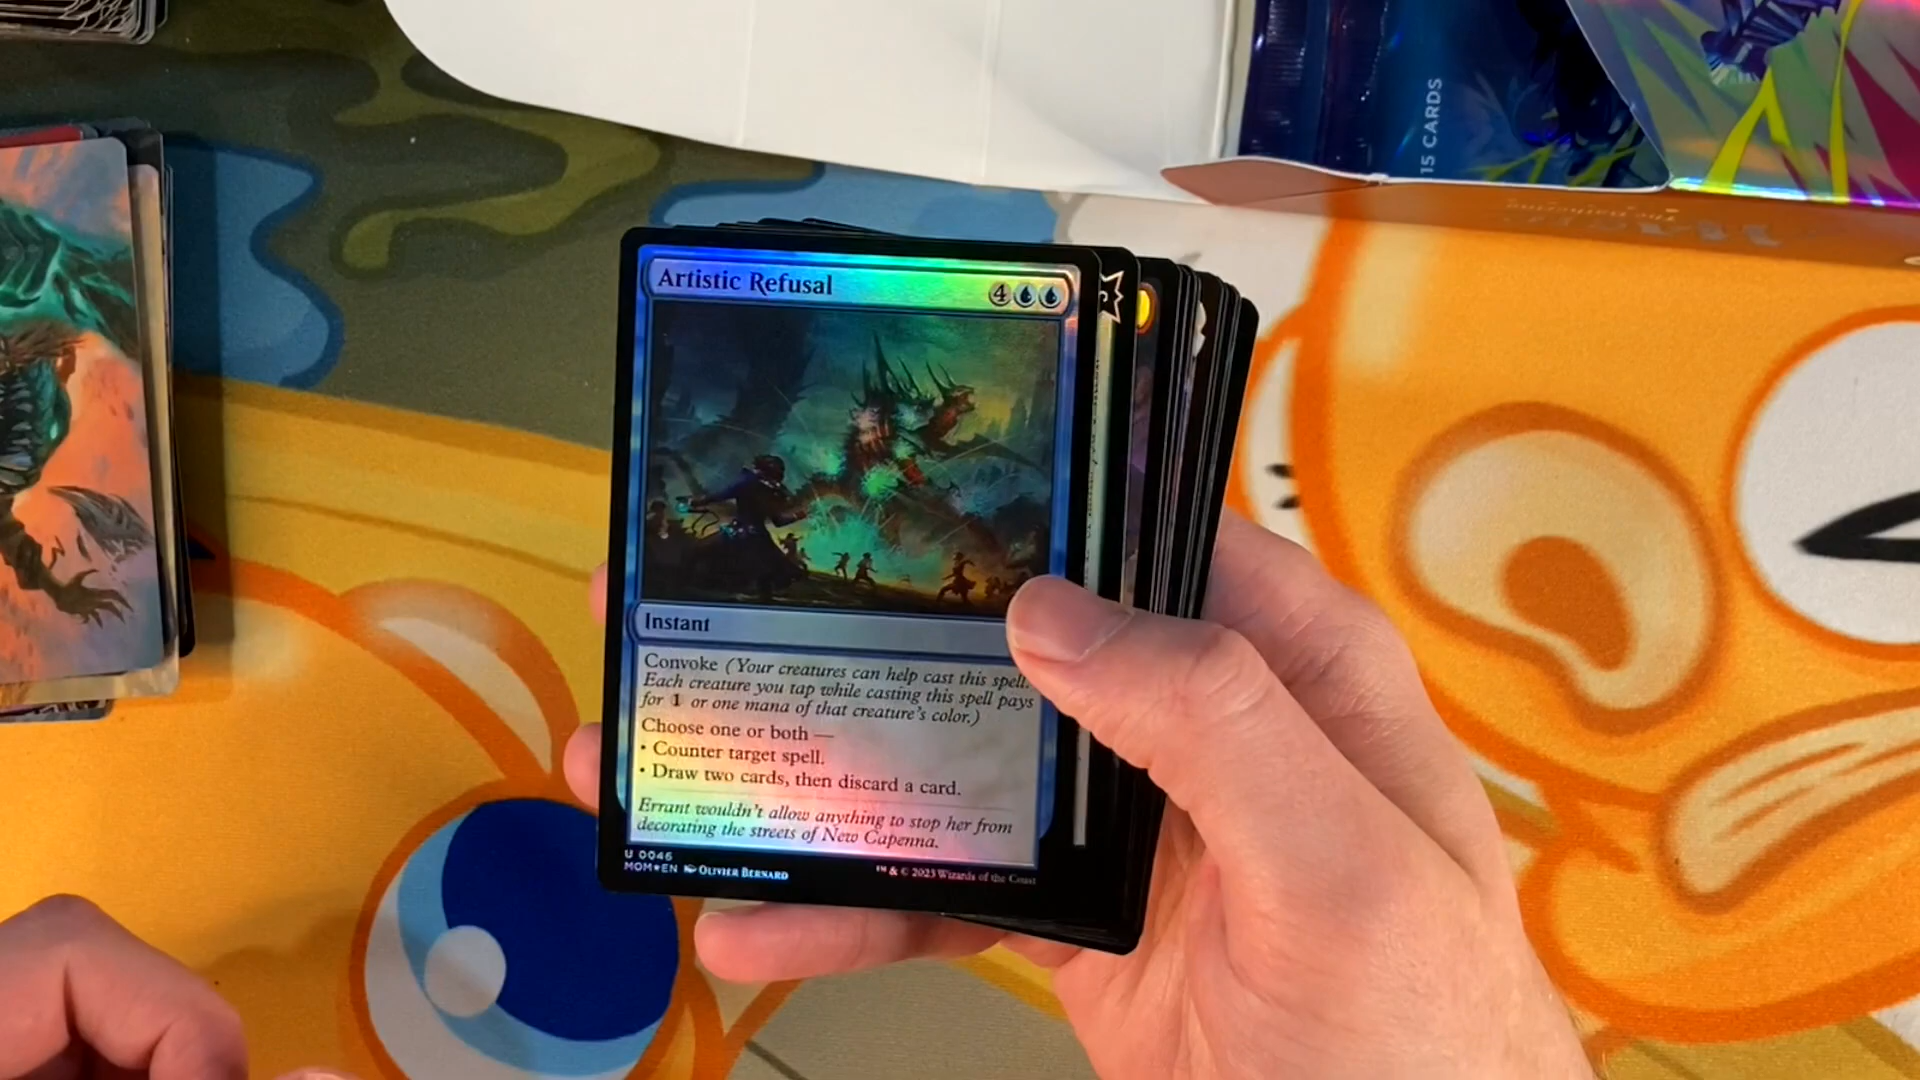 15 CARDS
Artistic Refusal
4
Instant
Convoke (Your creatures can help cast this spell.
Each creature you tap while casting this spell pays
for 1 or one mana of that creature's color.)
Choose one or both —
• Counter target spell.
• Draw two cards, then discard a card.
Errant wouldn't allow anything to stop her from
decorating the streets of New Capenna.
U 0046
MOM★EN OLIVIER BERNARD
™ & © 2023 Wizards of the Coast